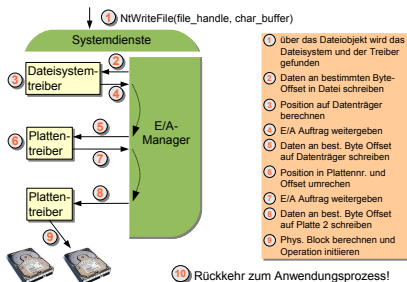 1 NtWriteFile(file_handle, char_buffer)
Systemdienste
2
Dateisystem-
treiber
3
4
E/A-
Manager
5
6
Platten-
treiber
7
8
Platten-
treiber
9
10 Rückkehr zum Anwendungsprozess!
1 über das Dateiobjekt wird das
Dateisystem und der Treiber
gefunden
2 Daten an bestimmten Byte-
Offset in Datei schreiben
3 Position auf Datenträger
berechnen
4 E/A Auftrag weitergeben
5 Daten an best. Byte Offset
auf Datenträger schreiben
6 Position in Plattennr. und
Offset umrechen
7 E/A Auftrag weitergeben
8 Daten an best. Byte Offset
auf Platte 2 schreiben
9 Phys. Block berechnen und
Operation initiieren